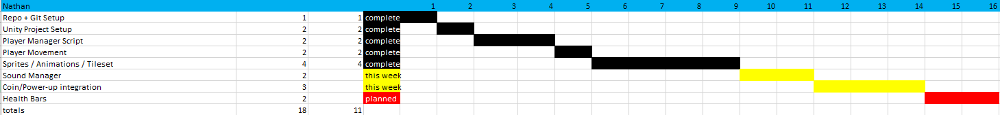 Nathan 1 2 3 4 5 6 7 8 9 10 11 12 13 14 15 16
Repo + Git Setup 1 1 complete
Unity Project Setup 2 2 complete
Player Manager Script 2 2 complete
Player Movement 2 2 complete
Sprites / Animations / Tileset 4 4 complete
Sound Manager 2 this week
Coin/Power-up integration 3 this week
Health Bars 2 planned
totals 18 11